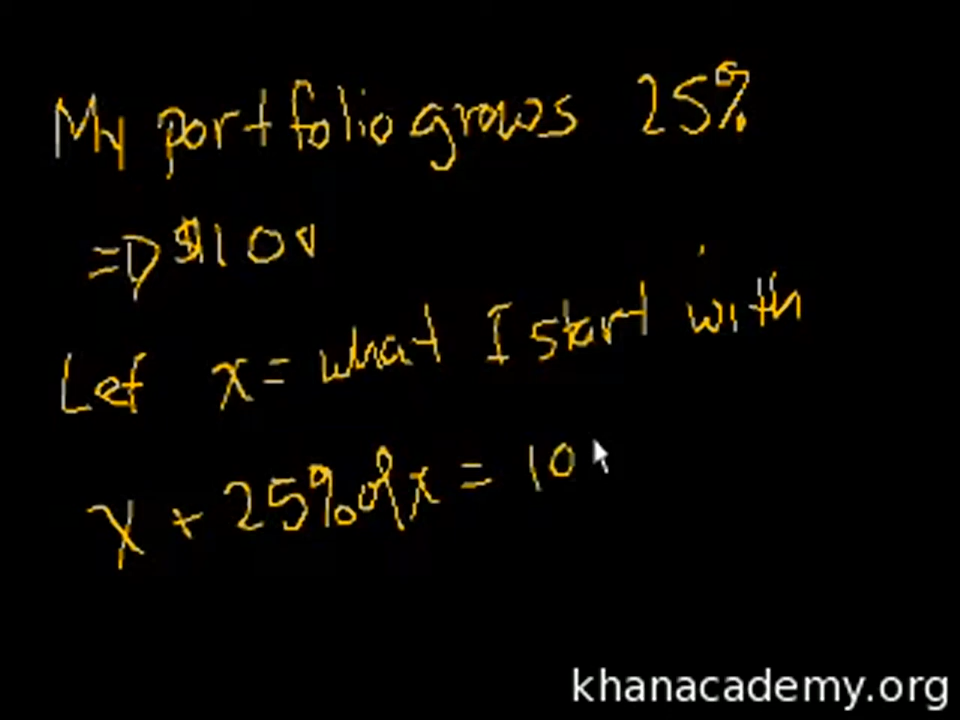 My portfolio grows 25%
⇒ $100
Let x = what I start with
x + 25% of x = 10
khanacademy.org